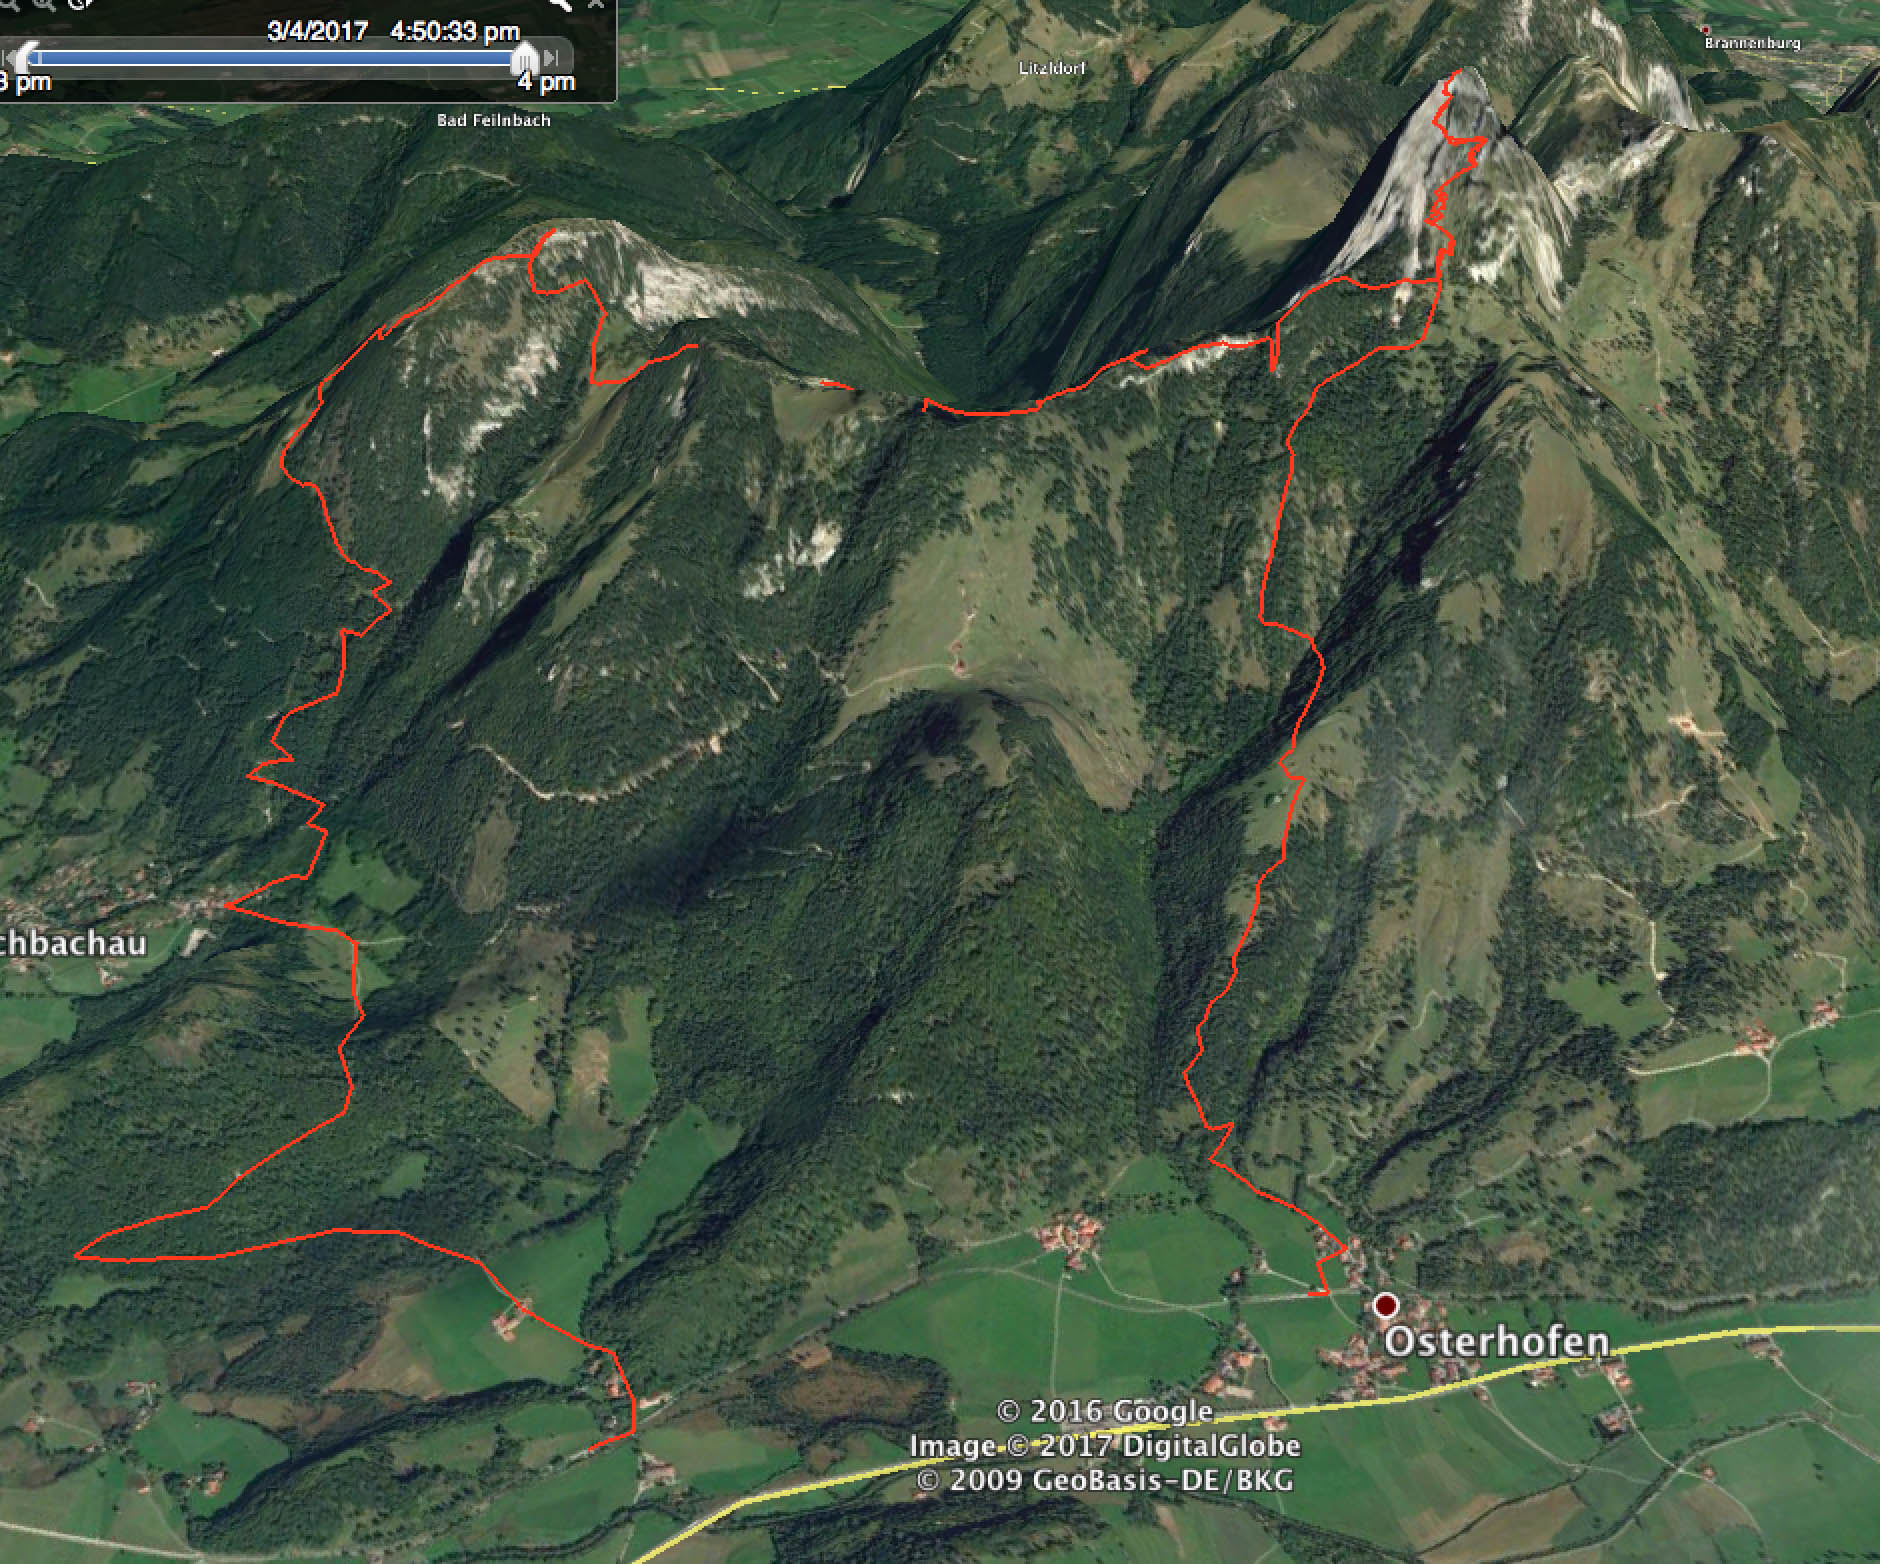 3/4/2017 4:50:33 pm
3 pm
4 pm
Brannenburg
Litzldorf
Bad Feilnbach
chbachau
Osterhofen
© 2016 Google
Image © 2017 DigitalGlobe
© 2009 GeoBasis-DE/BKG